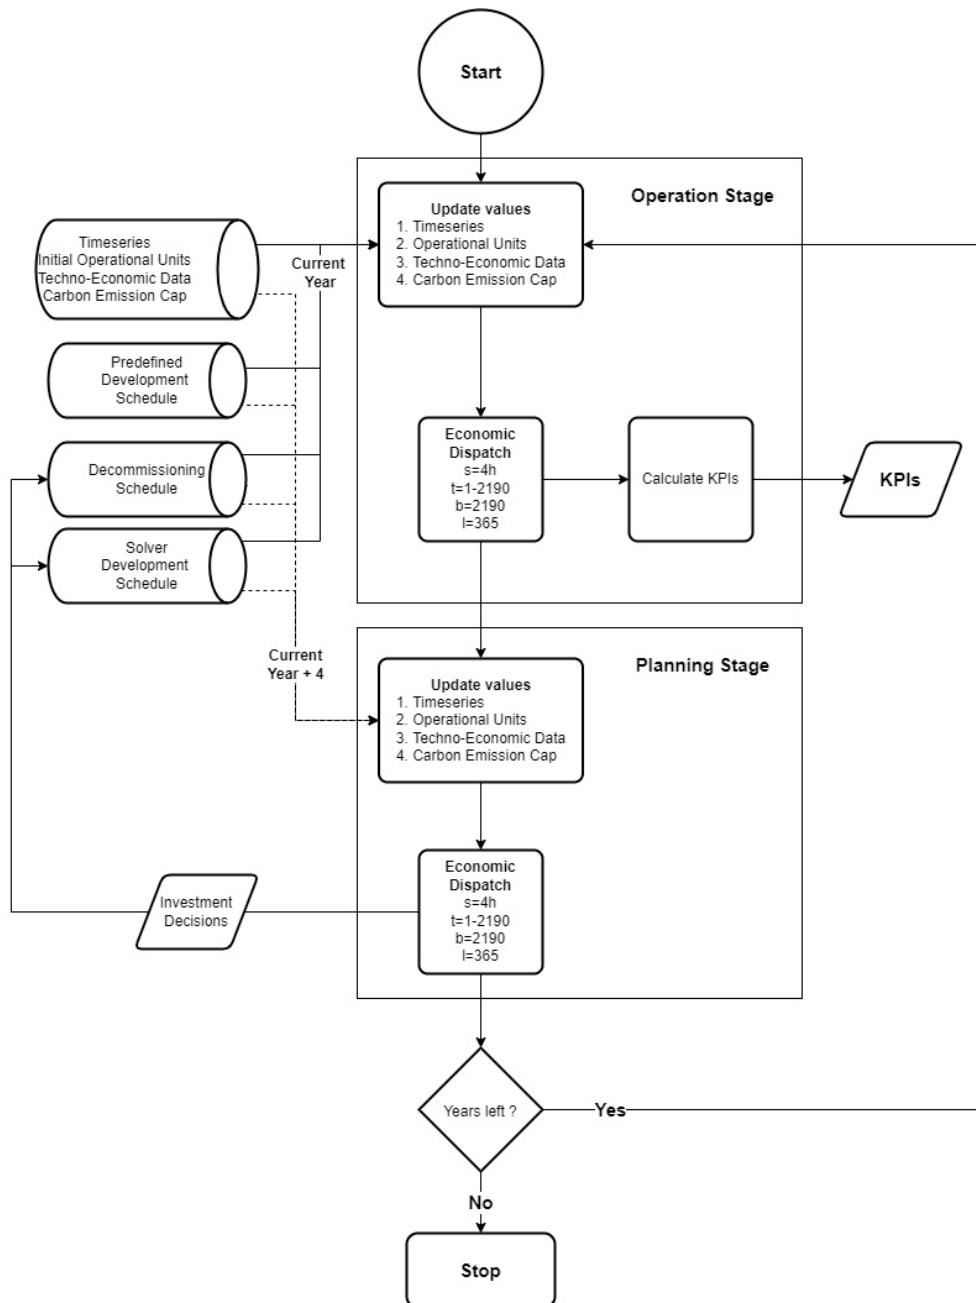 Start
Operation Stage
Update values
1. Timeseries
2. Operational Units
3. Techno-Economic Data
4. Carbon Emission Cap
Timeseries
Initial Operational Units
Techno-Economic Data
Carbon Emission Cap
Current
Year
Predefined
Development
Schedule
Decommissioning
Schedule
Solver
Development
Schedule
Economic
Dispatch
s=4h
t=1-2190
b=2190
l=365
Calculate KPIs
KPIs
Current
Year + 4
Planning Stage
Update values
1. Timeseries
2. Operational Units
3. Techno-Economic Data
4. Carbon Emission Cap
Economic
Dispatch
s=4h
t=1-2190
b=2190
l=365
Investment
Decisions
Years left ?
Yes
No
Stop